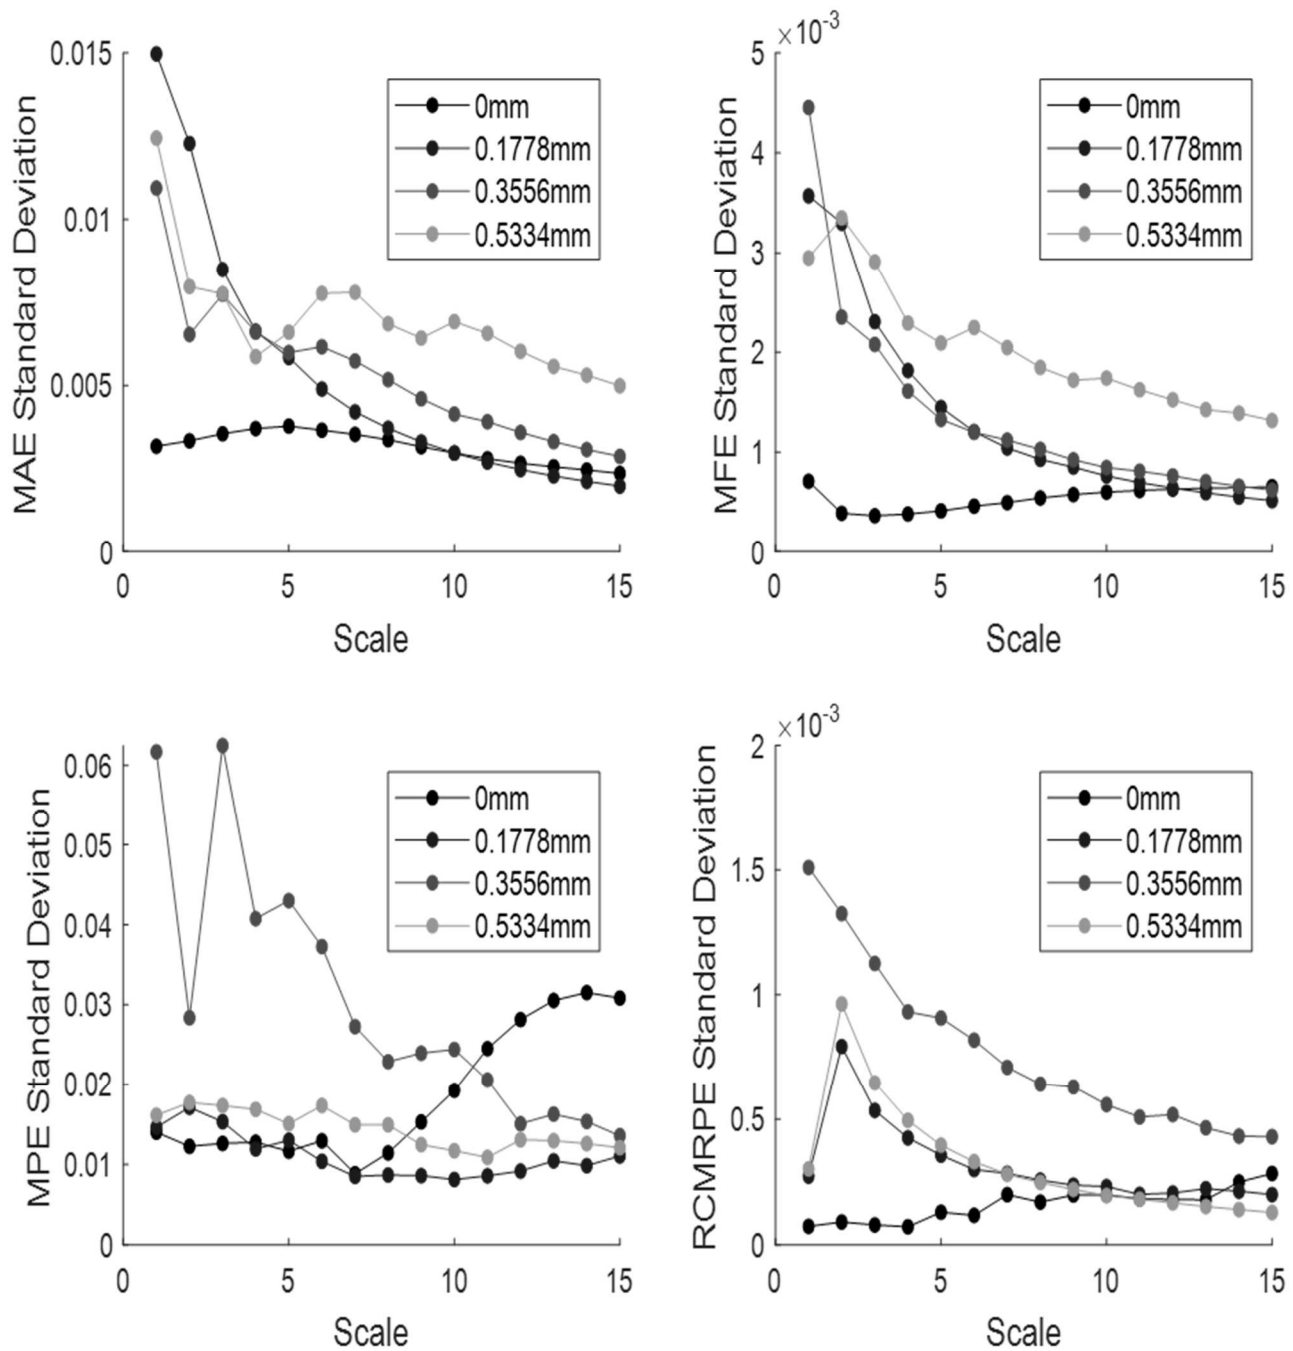 MAE Standard Deviation
0.015
0.01
0.005
0
0mm
0.1778mm
0.3556mm
0.5334mm
0 5 10 15
Scale
MFE Standard Deviation
×10-3
5
4
3
2
1
0
0mm
0.1778mm
0.3556mm
0.5334mm
0 5 10 15
Scale
MPE Standard Deviation
0.06
0.05
0.04
0.03
0.02
0.01
0
0mm
0.1778mm
0.3556mm
0.5334mm
0 5 10 15
Scale
RCMRPE Standard Deviation
×10-3
2
1.5
1
0.5
0
0mm
0.1778mm
0.3556mm
0.5334mm
0 5 10 15
Scale